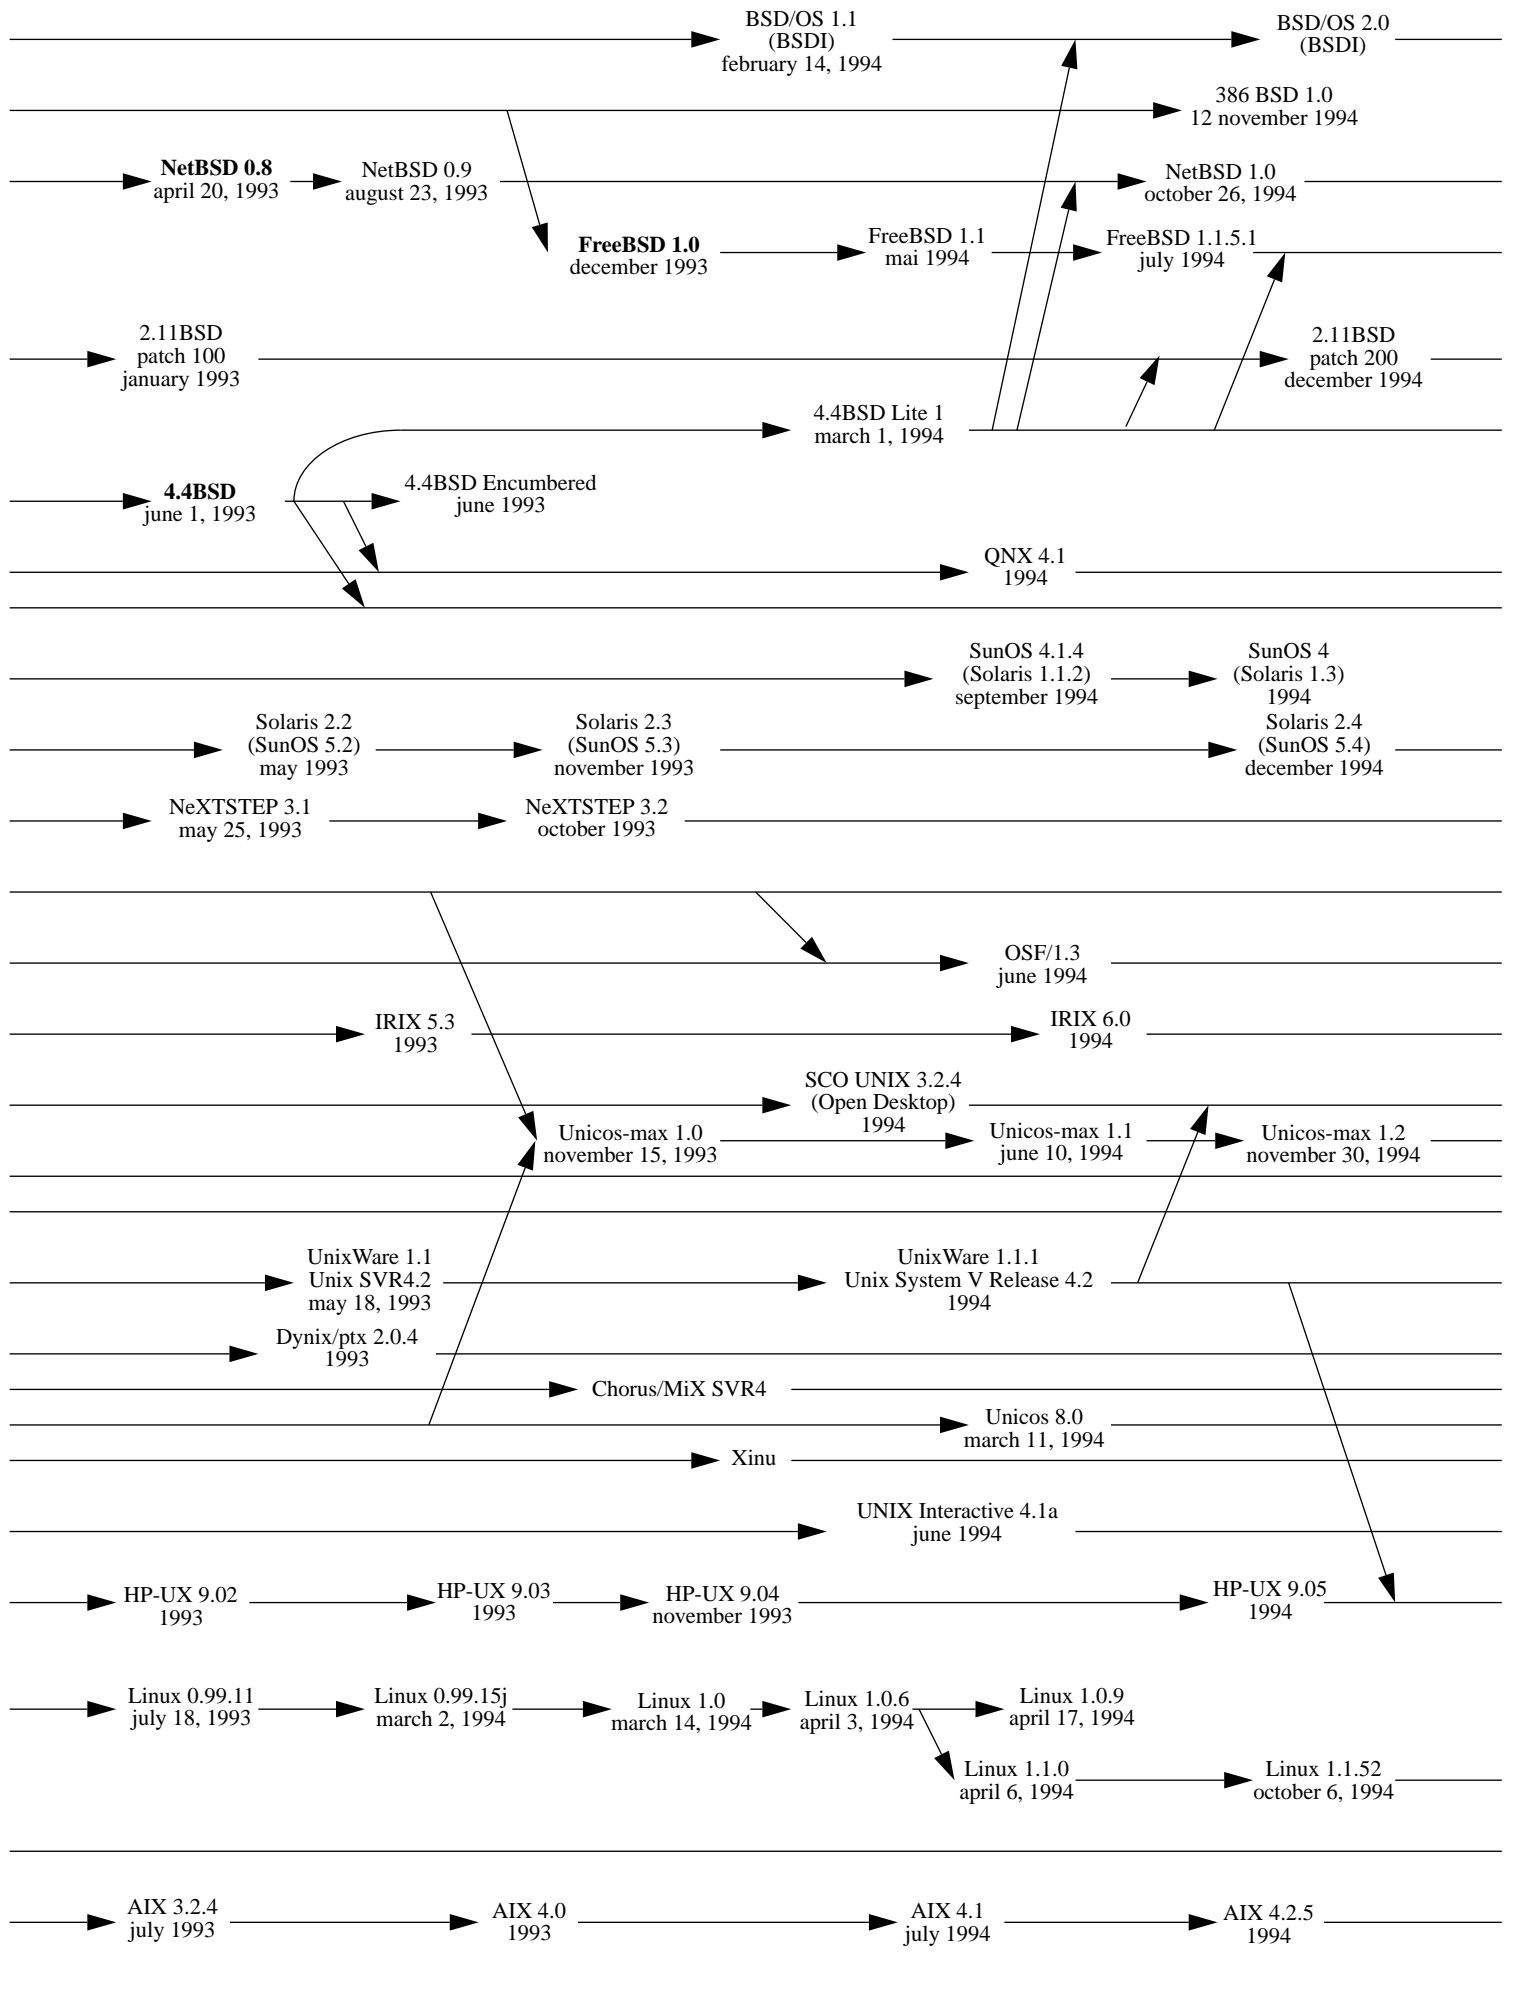 BSD/OS 1.1
(BSDI)
february 14, 1994
BSD/OS 2.0
(BSDI)
386 BSD 1.0
12 november 1994
NetBSD 0.8
april 20, 1993
NetBSD 0.9
august 23, 1993
NetBSD 1.0
october 26, 1994
FreeBSD 1.0
december 1993
FreeBSD 1.1
mai 1994
FreeBSD 1.1.5.1
july 1994
2.11BSD
patch 100
january 1993
2.11BSD
patch 200
december 1994
4.4BSD Lite 1
march 1, 1994
4.4BSD
june 1, 1993
4.4BSD Encumbered
june 1993
QNX 4.1
1994
SunOS 4.1.4
(Solaris 1.1.2)
september 1994
SunOS 4
(Solaris 1.3)
1994
Solaris 2.2
(SunOS 5.2)
may 1993
Solaris 2.3
(SunOS 5.3)
november 1993
Solaris 2.4
(SunOS 5.4)
december 1994
NeXTSTEP 3.1
may 25, 1993
NeXTSTEP 3.2
october 1993
OSF/1.3
june 1994
IRIX 5.3
1993
IRIX 6.0
1994
SCO UNIX 3.2.4
(Open Desktop)
1994
Unicos-max 1.0
november 15, 1993
Unicos-max 1.1
june 10, 1994
Unicos-max 1.2
november 30, 1994
UnixWare 1.1
Unix SVR4.2
may 18, 1993
UnixWare 1.1.1
Unix System V Release 4.2
1994
Dynix/ptx 2.0.4
1993
Chorus/MiX SVR4
Unicos 8.0
march 11, 1994
Xinu
UNIX Interactive 4.1a
june 1994
HP-UX 9.02
1993
HP-UX 9.03
1993
HP-UX 9.04
november 1993
HP-UX 9.05
1994
Linux 0.99.11
july 18, 1993
Linux 0.99.15j
march 2, 1994
Linux 1.0
march 14, 1994
Linux 1.0.6
april 3, 1994
Linux 1.0.9
april 17, 1994
Linux 1.1.0
april 6, 1994
Linux 1.1.52
october 6, 1994
AIX 3.2.4
july 1993
AIX 4.0
1993
AIX 4.1
july 1994
AIX 4.2.5
1994